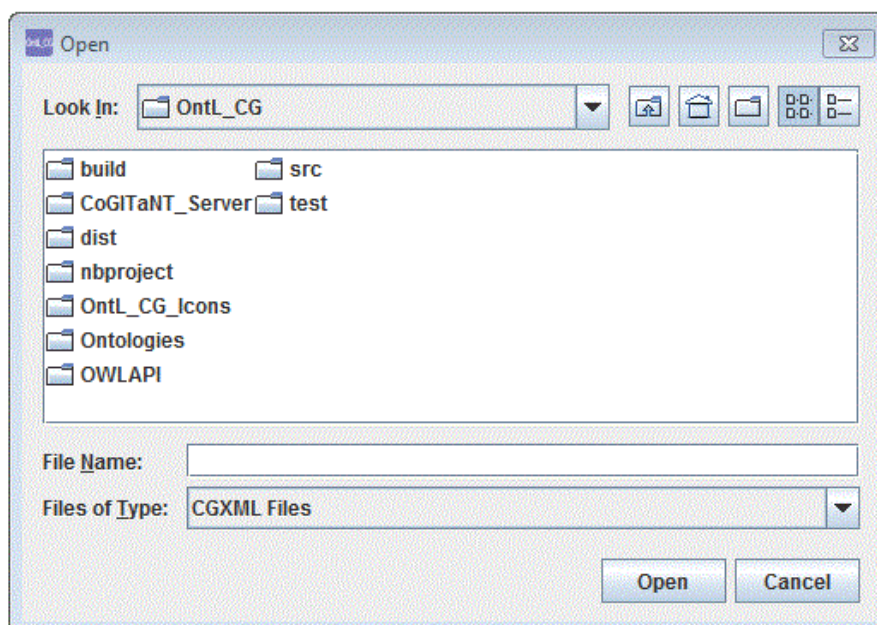 Open
Look In: OntL_CG
build src
CoGITaNT_Server test
dist
nbproject
OntL_CG_Icons
Ontologies
OWLAPI
File Name:
Files of Type: CGXML Files
Open Cancel